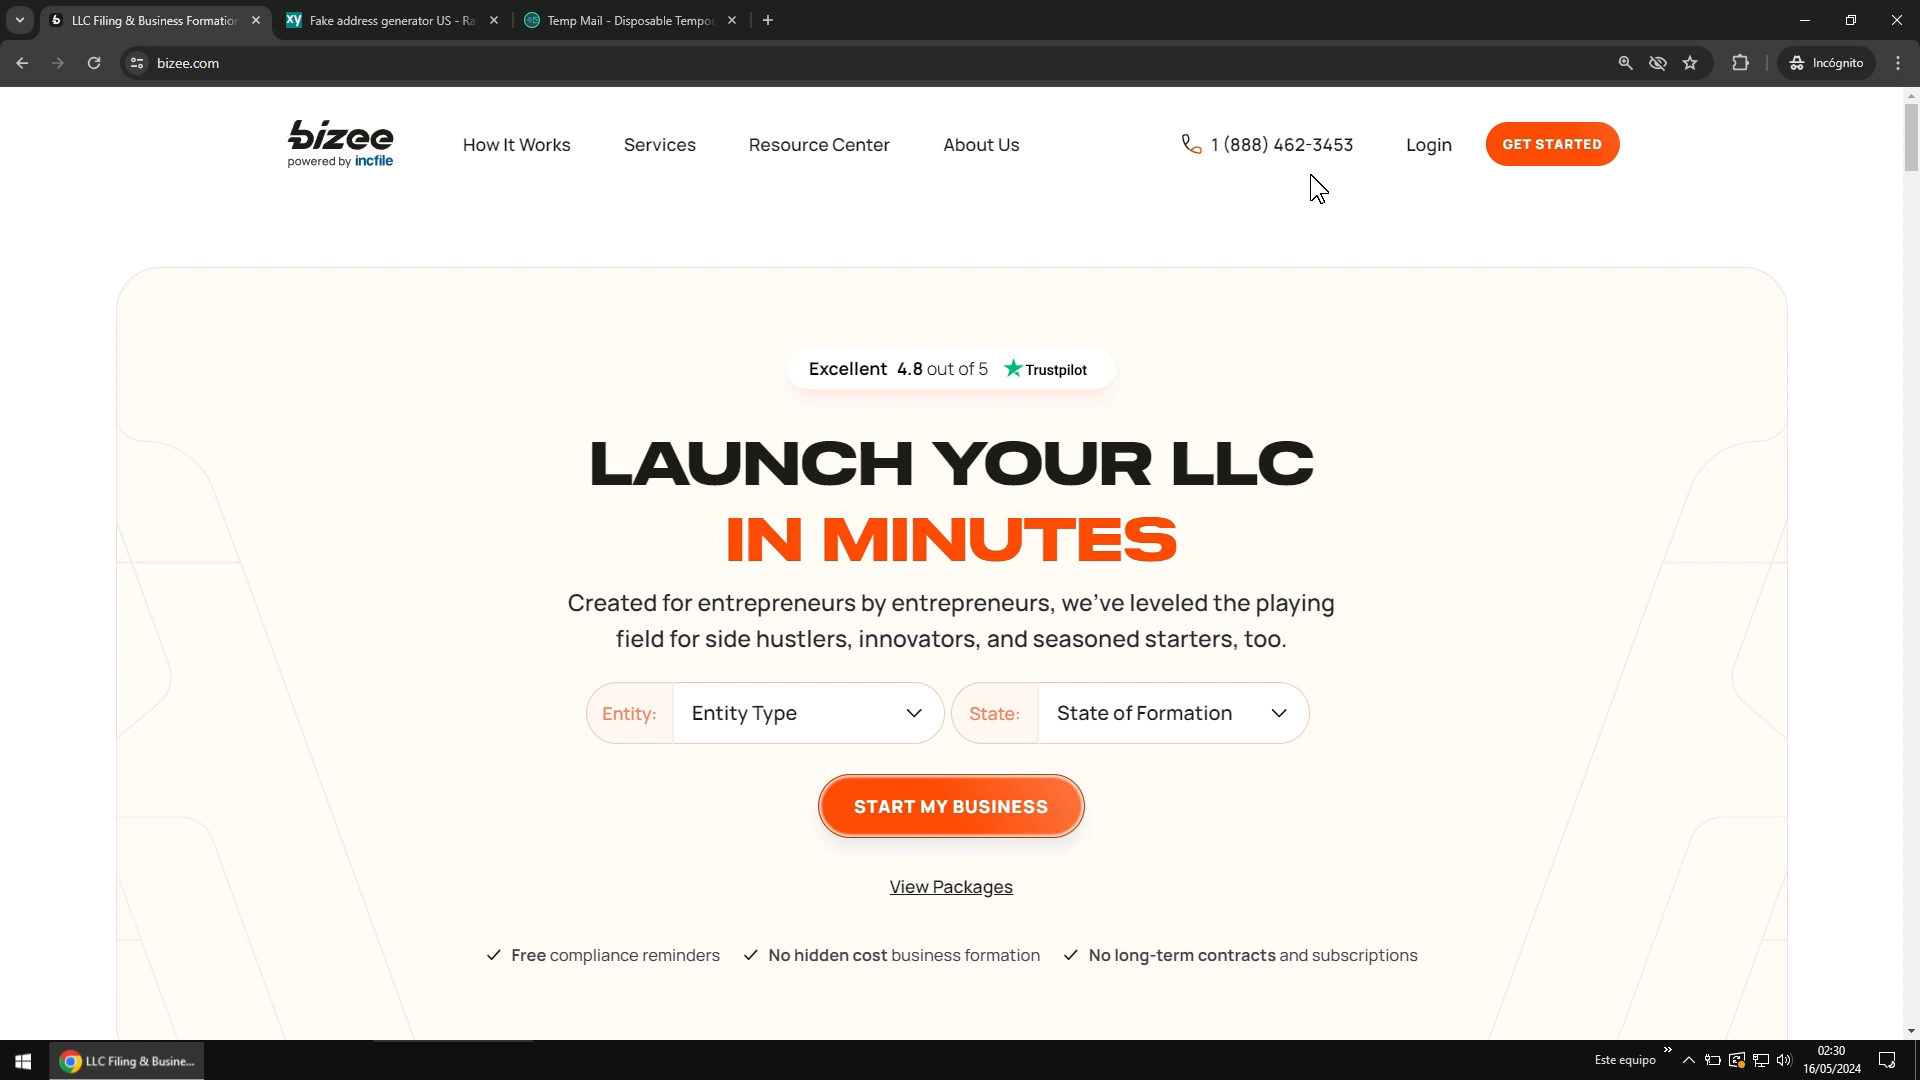 LLC Filing & Business Formation
Fake address generator US - Ra
Temp Mail - Disposable Tempo
bizee.com
Incógnito
bizee
powered by incfile
How It Works
Services
Resource Center
About Us
1 (888) 462-3453
Login
GET STARTED
Excellent 4.8 out of 5 Trustpilot
LAUNCH YOUR LLC
IN MINUTES
Created for entrepreneurs by entrepreneurs, we've leveled the playing
field for side hustlers, innovators, and seasoned starters, too.
Entity: Entity Type
State: State of Formation
START MY BUSINESS
View Packages
Free compliance reminders
No hidden cost business formation
No long-term contracts and subscriptions
LLC Filing & Busine...
Este equipo
02:30
16/05/2024